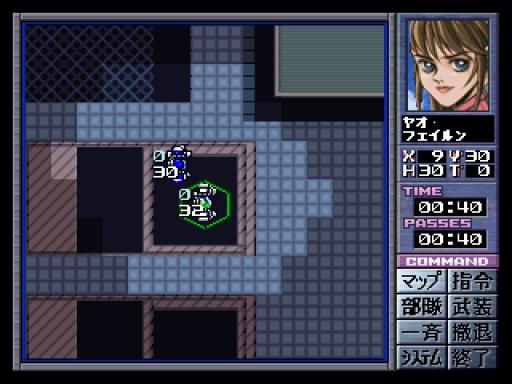 0
30
0
32
ヤオ・
フェイルン
X 9 Y 30
H 30 T 0
TIME
00:40
PASSES
00:40
COMMAND
マップ 指令
部隊 武装
一斉 撤退
システム 終了